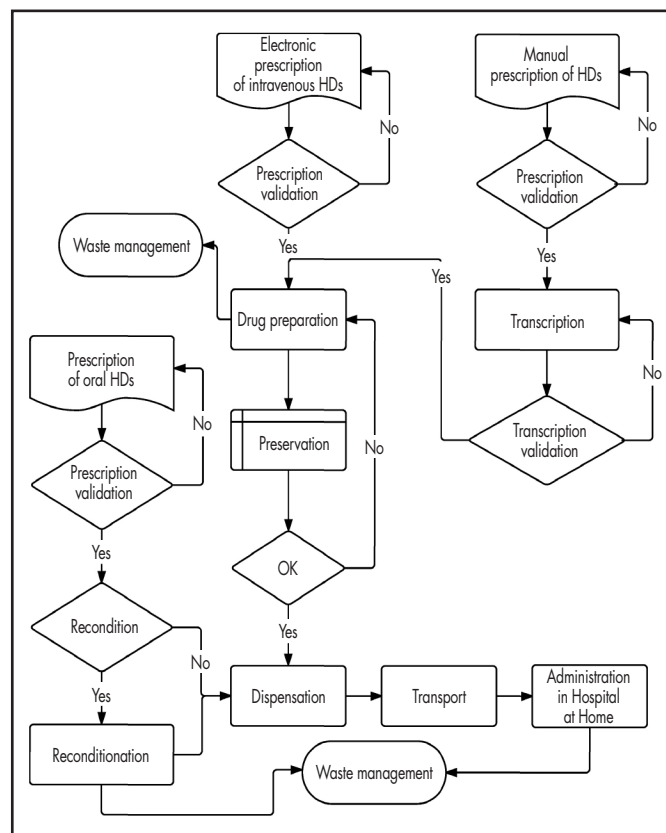 Electronic
prescription
of intravenous HDs
Manual
prescription of HDs
No
No
Prescription
validation
Prescription
validation
Yes
Yes
Waste management
Yes
Drug preparation
Transcription
Prescription
of oral HDs
No
No
No
Preservation
Transcription
validation
Prescription
validation
Yes
OK
Yes
Recondition
No
Yes
Dispensation
Transport
Administration
in Hospital
at Home
Reconditionation
Waste management